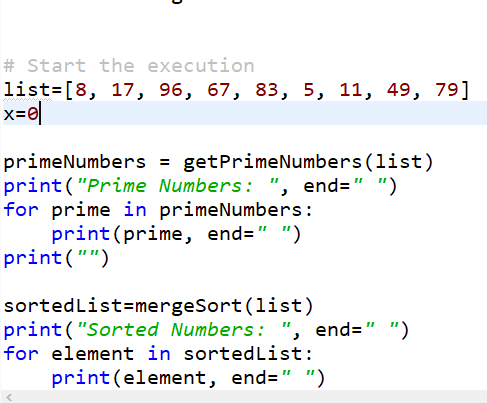 # Start the execution
list=[8, 17, 96, 67, 83, 5, 11, 49, 79]
x=0
primeNumbers = getPrimeNumbers(list)
print("Prime Numbers: ", end=" ")
for prime in primeNumbers:
    print(prime, end=" ")
print("")
sortedList=mergeSort(list)
print("Sorted Numbers: ", end=" ")
for element in sortedList:
    print(element, end=" ")